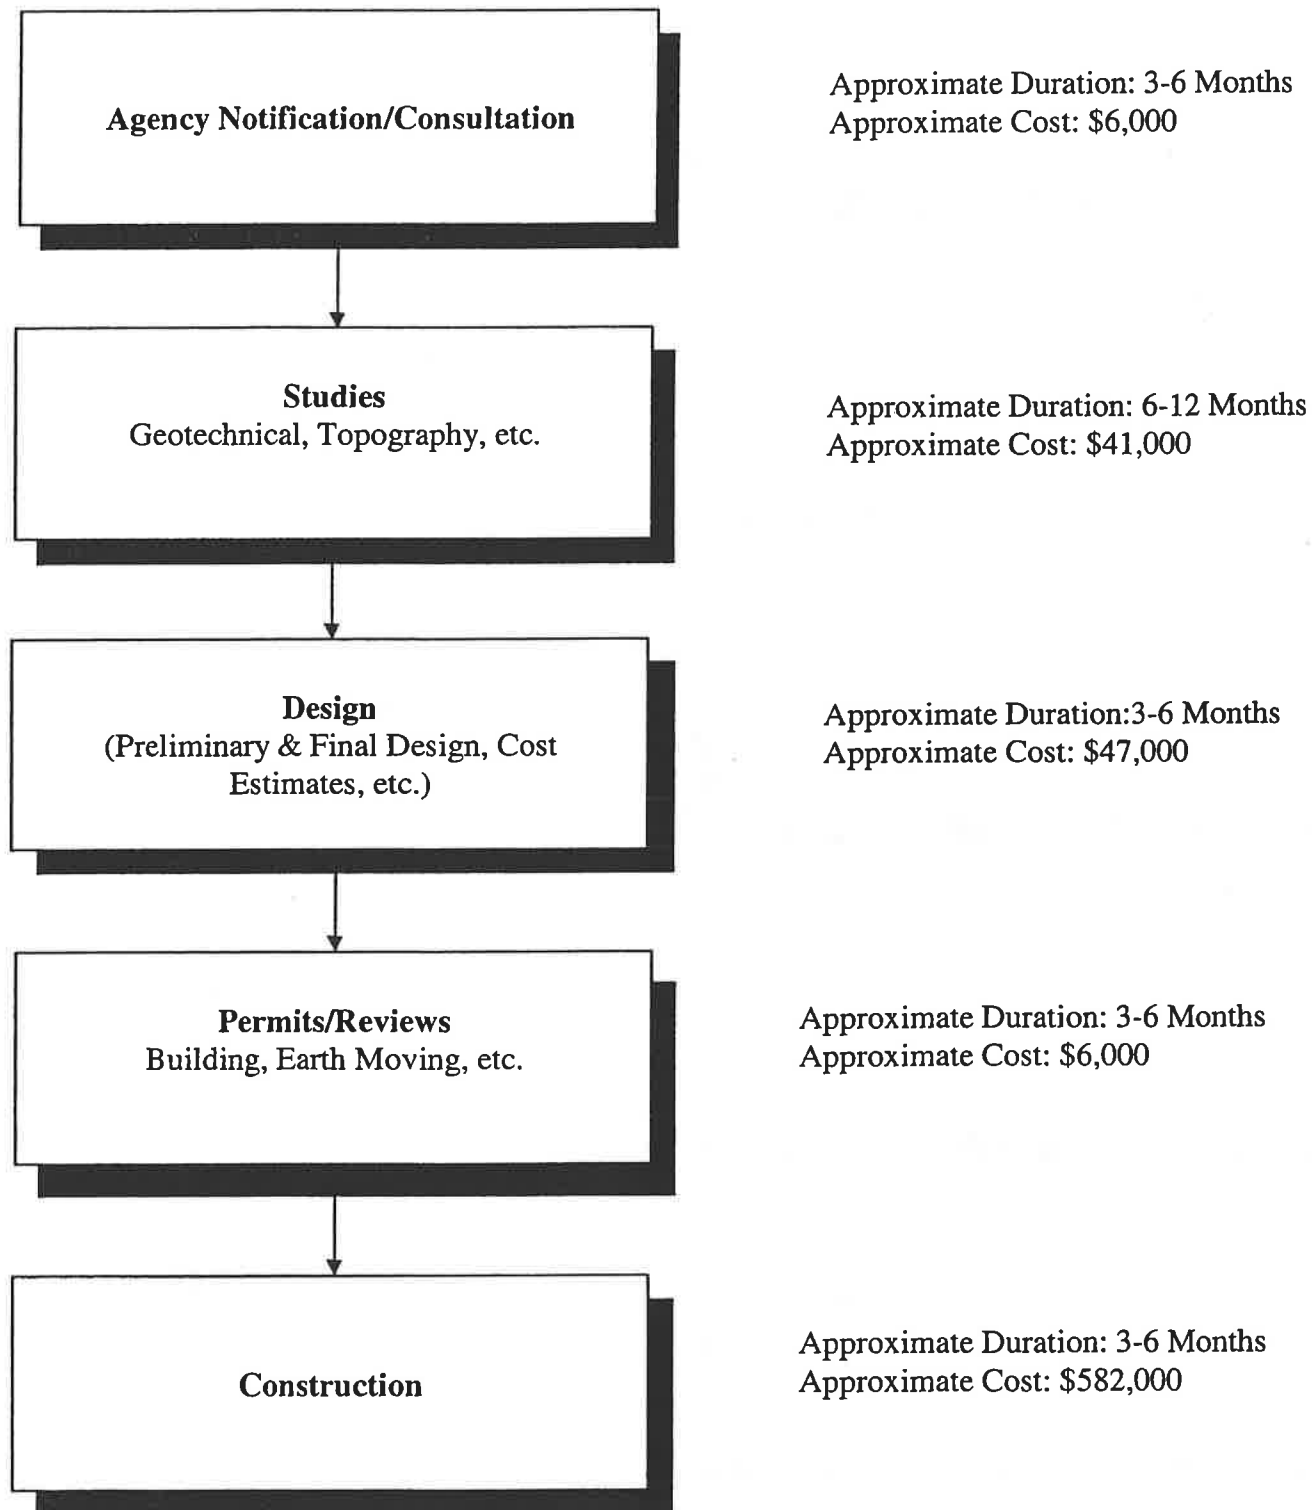 Agency Notification/Consultation
Approximate Duration: 3-6 Months
Approximate Cost: $6,000
Studies
Geotechnical, Topography, etc.
Approximate Duration: 6-12 Months
Approximate Cost: $41,000
Design
(Preliminary & Final Design, Cost
Estimates, etc.)
Approximate Duration:3-6 Months
Approximate Cost: $47,000
Permits/Reviews
Building, Earth Moving, etc.
Approximate Duration: 3-6 Months
Approximate Cost: $6,000
Construction
Approximate Duration: 3-6 Months
Approximate Cost: $582,000